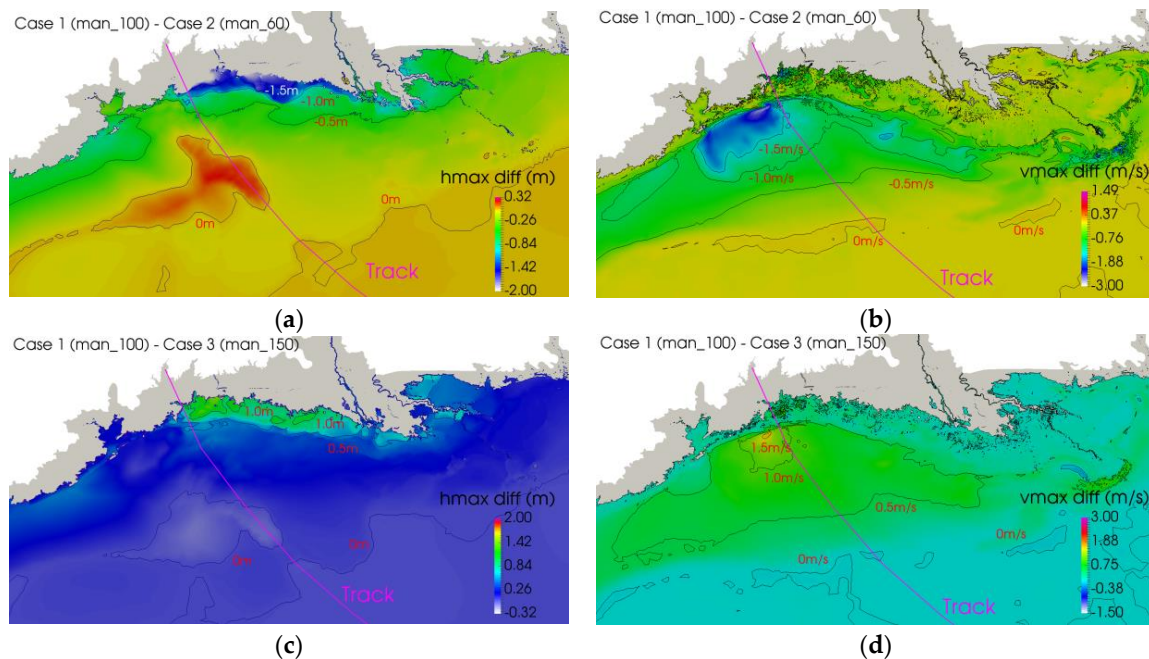 Case 1 (man_100) - Case 2 (man_60)
-1.5m
-1.0m
-0.5m
0m
0m
Track
hmax diff (m)
0.32
-0.26
-0.84
-1.42
-2.00
(a)
Case 1 (man_100) - Case 2 (man_60)
-1.5m/s
-1.0m/s
-0.5m/s
0m/s
0m/s
Track
vmax diff (m/s)
1.49
0.37
-0.76
-1.88
-3.00
(b)
Case 1 (man_100) - Case 3 (man_150)
1.0m
1.0m
0.5m
0m
0m
Track
hmax diff (m)
2.00
1.42
0.84
0.26
-0.32
(c)
Case 1 (man_100) - Case 3 (man_150)
1.5m/s
1.0m/s
0.5m/s
0m/s
0m/s
Track
vmax diff (m/s)
3.00
1.88
0.75
-0.38
-1.50
(d)